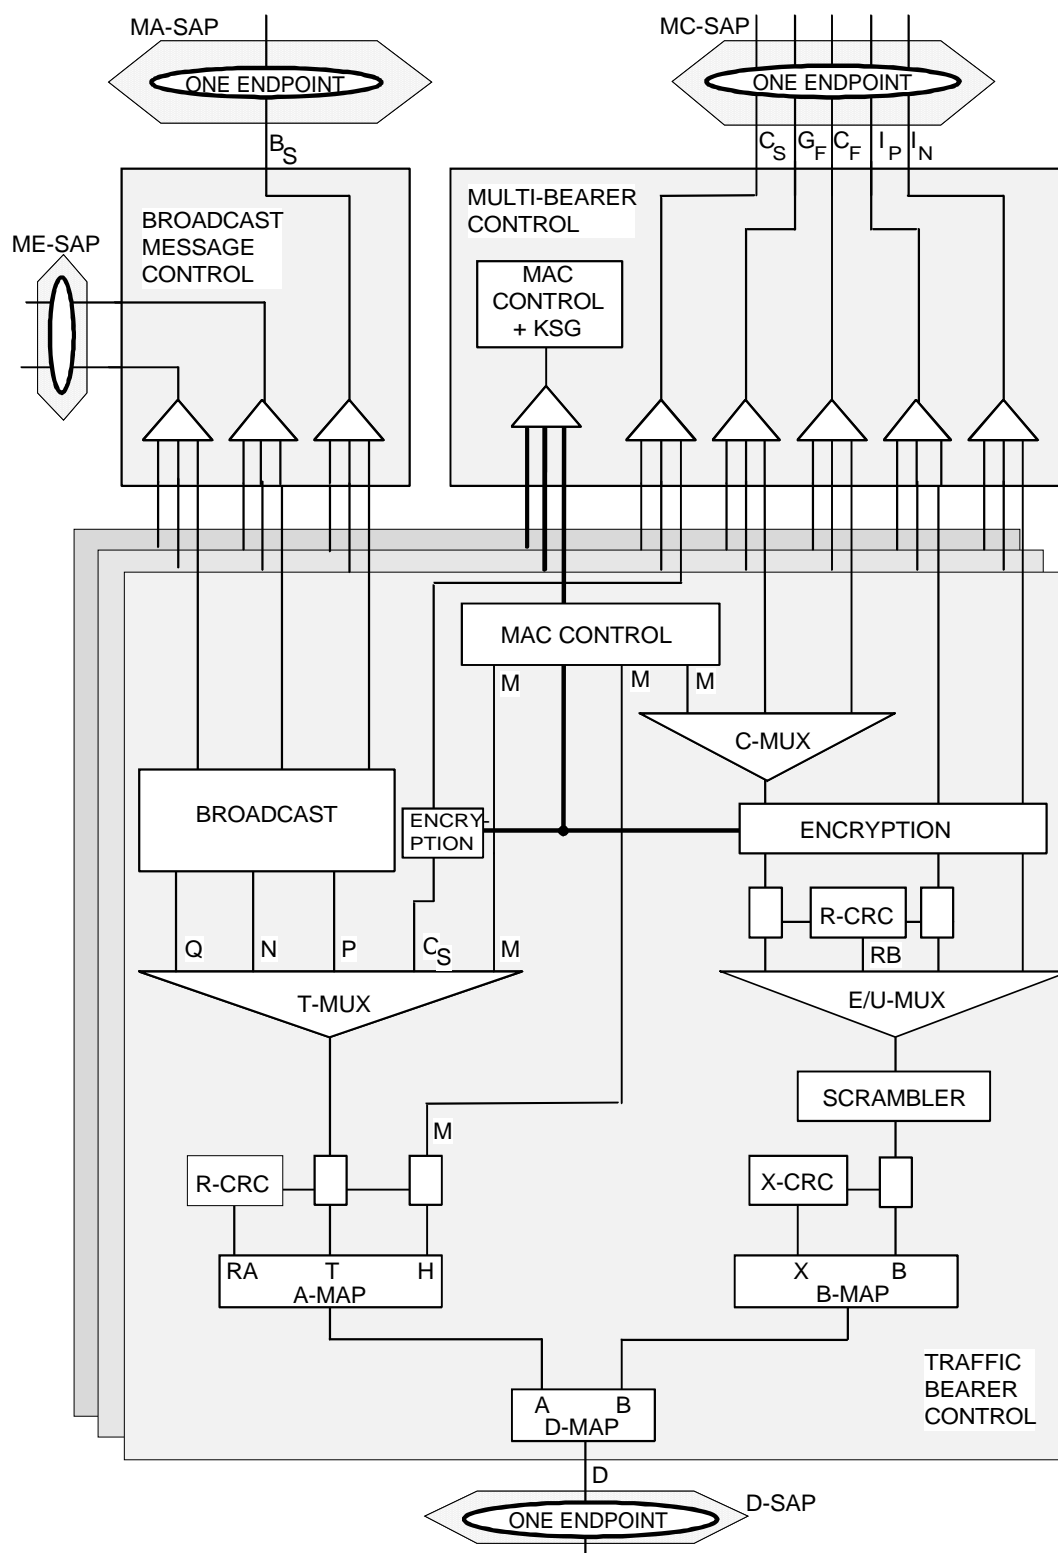 MA-SAP
MC-SAP
ONE ENDPOINT
ONE ENDPOINT
BS
CS GF CF IP IN
BROADCAST
MESSAGE
CONTROL
MULTI-BEARER
CONTROL
ME-SAP
MAC
CONTROL
+ KSG
MAC CONTROL
M
M
M
C-MUX
BROADCAST
ENCRY-
PTION
ENCRYPTION
R-CRC
RB
Q
N
P
CS
M
T-MUX
E/U-MUX
SCRAMBLER
M
R-CRC
X-CRC
RA T H
A-MAP
X B
B-MAP
TRAFFIC
BEARER
CONTROL
A B
D-MAP
D
D-SAP
ONE ENDPOINT